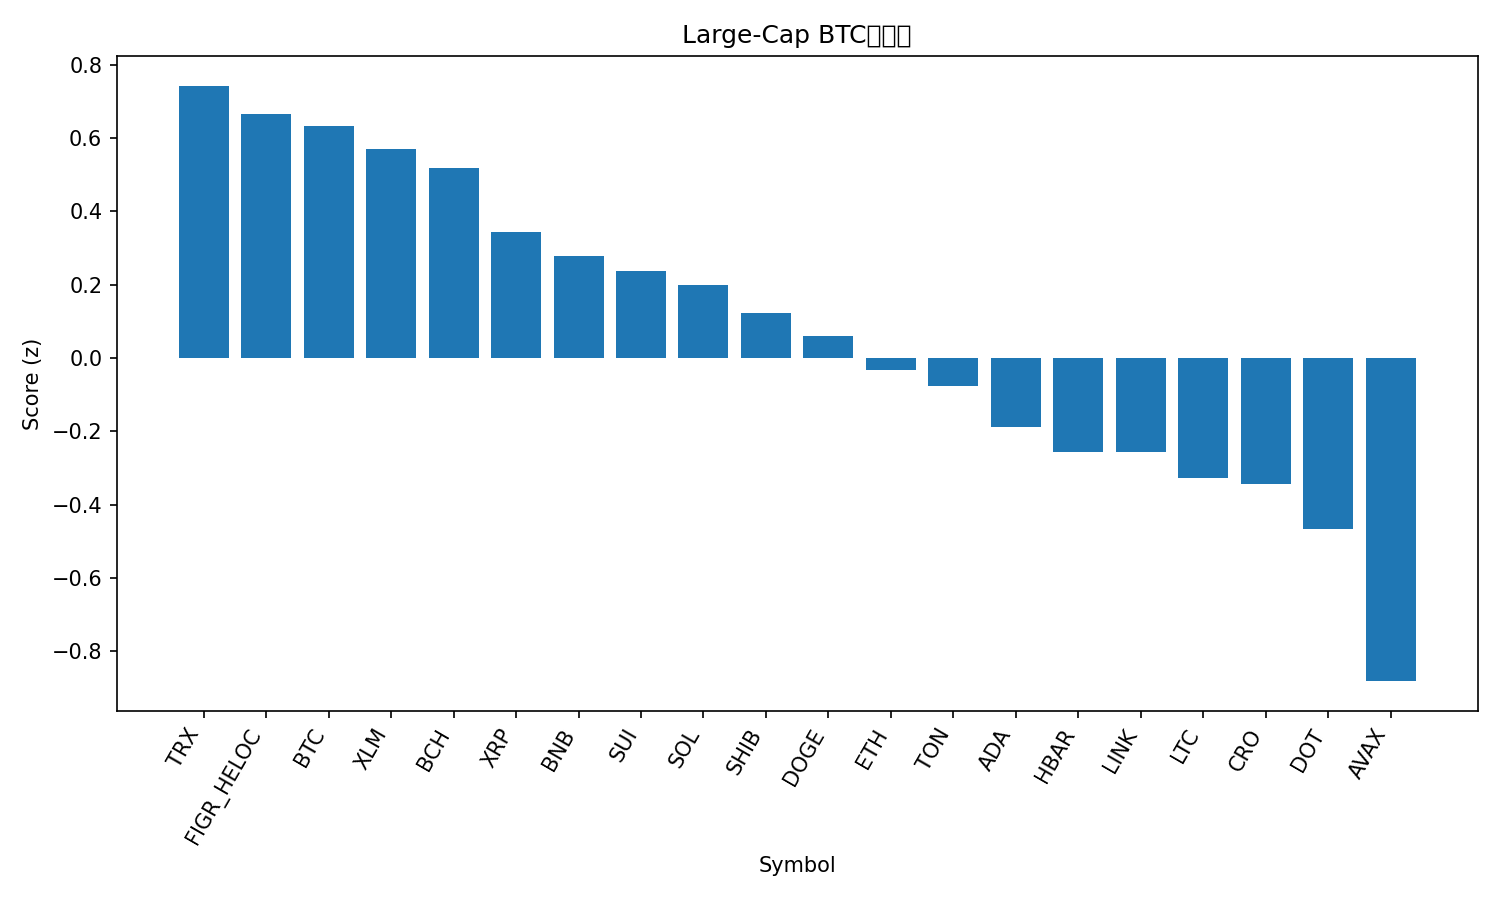 Large-Cap BTC
0.8
0.6
0.4
0.2
0.0
−0.2
−0.4
−0.6
−0.8
Score (z)
TRX
FIGR_HELOC
BTC
XLM
BCH
XRP
BNB
SUI
SOL
SHIB
DOGE
ETH
TON
ADA
HBAR
LINK
LTC
CRO
DOT
AVAX
Symbol